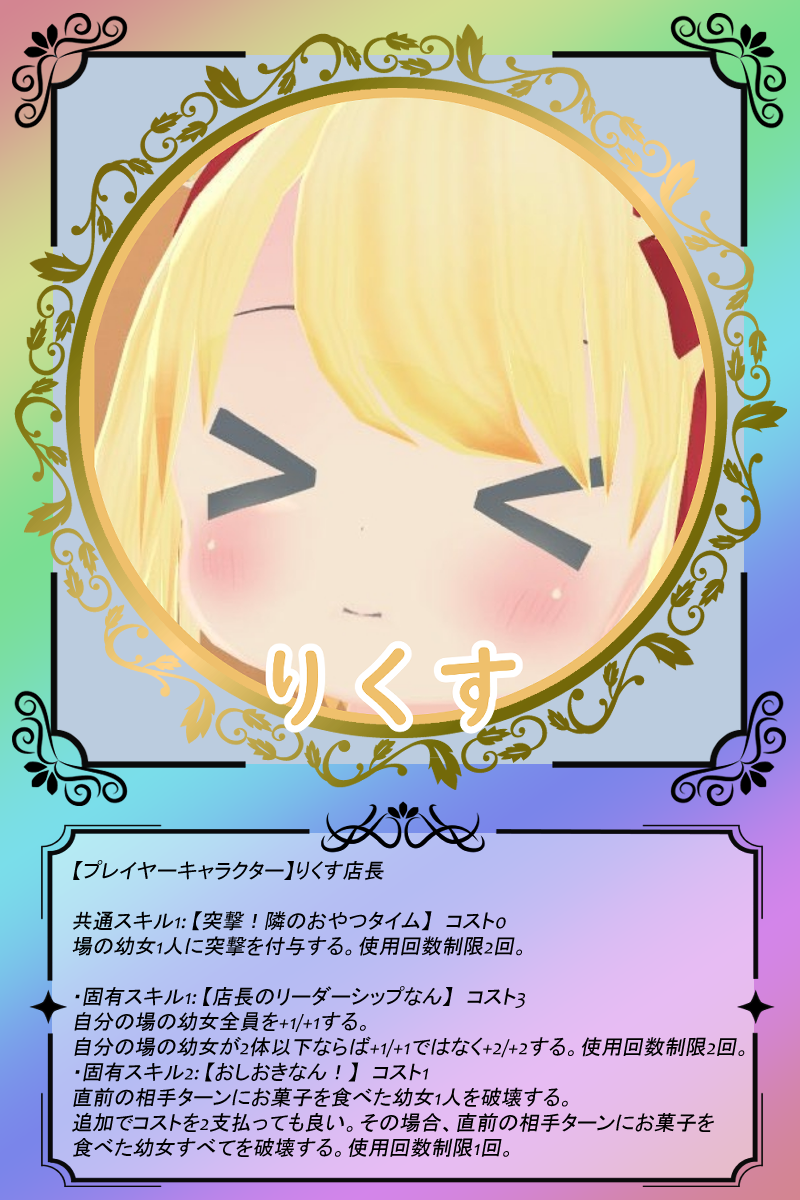 りくす
【プレイヤーキャラクター】りくす店長
共通スキル1:【突撃！隣のおやつタイム】 コスト0
場の幼女1人に突撃を付与する。使用回数制限2回。
・固有スキル1:【店長のリーダーシップなん】 コスト3
自分の場の幼女全員を+1/+1する。
自分の場の幼女が2体以下ならば+1/+1ではなく+2/+2する。使用回数制限2回。
・固有スキル2:【おしおきなん！】 コスト1
直前の相手ターンにお菓子を食べた幼女1人を破壊する。
追加でコストを2支払っても良い。その場合、直前の相手ターンにお菓子を
食べた幼女すべてを破壊する。使用回数制限1回。